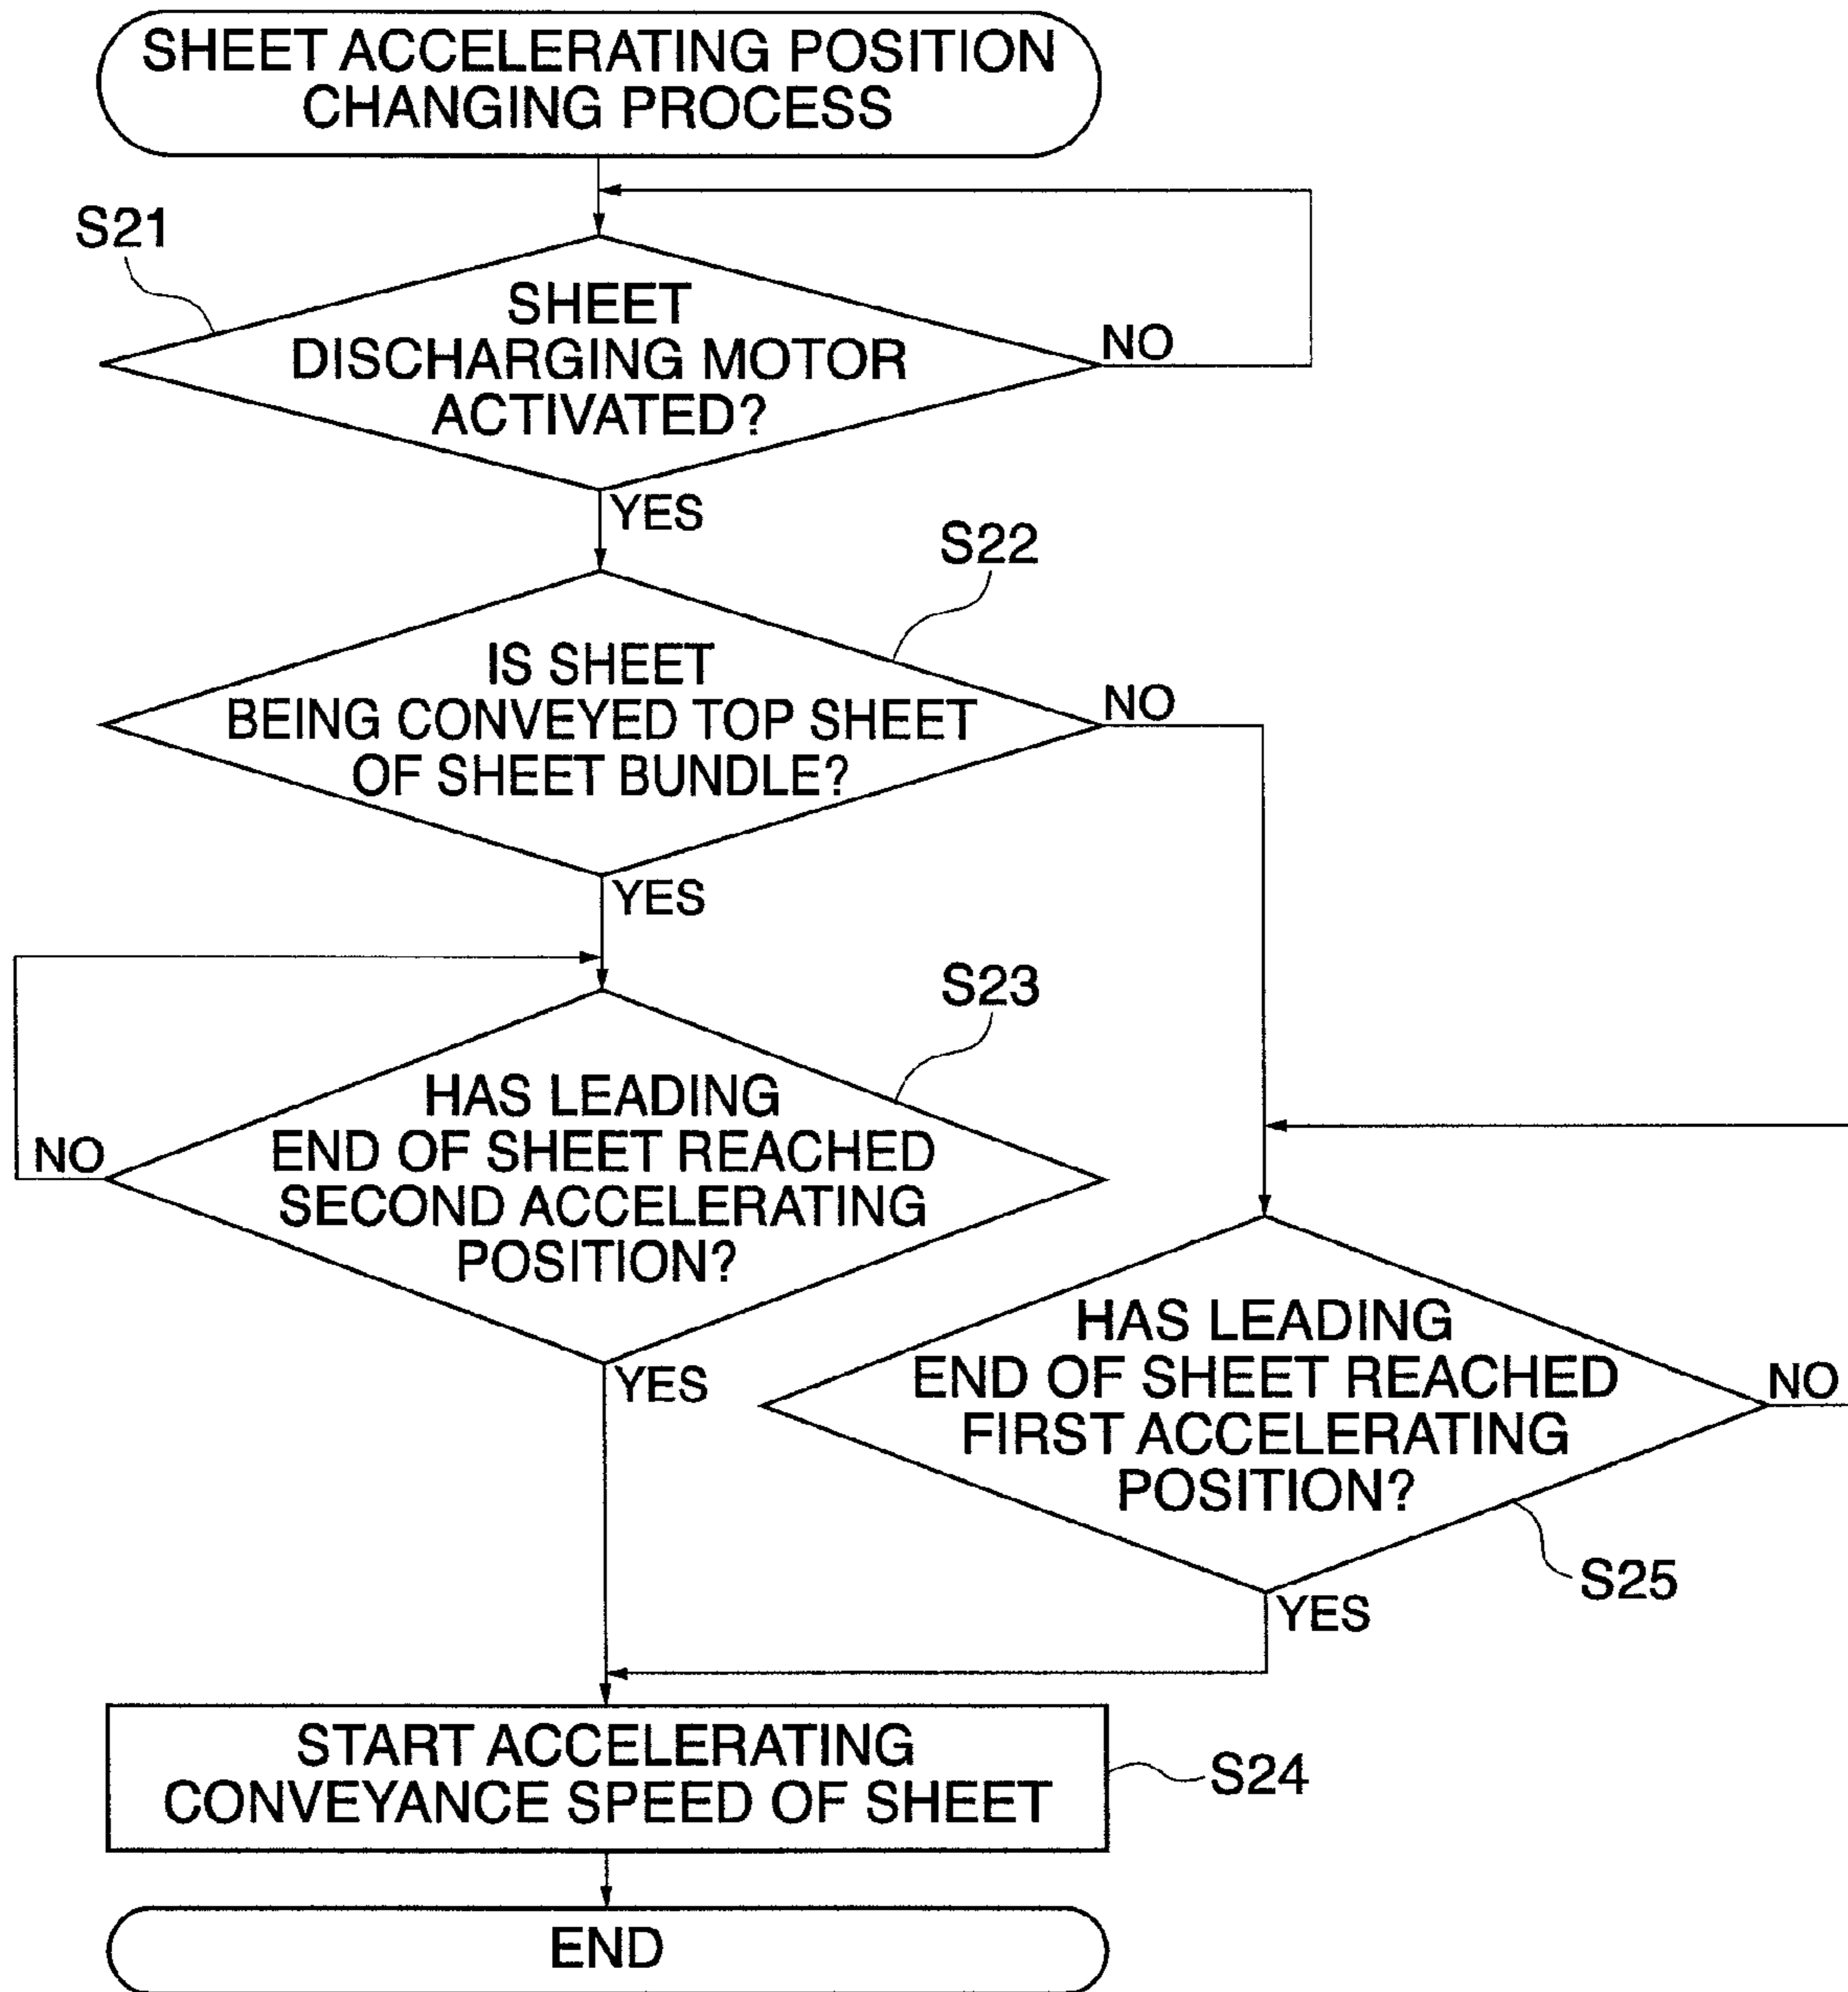 SHEET ACCELERATING POSITION
CHANGING PROCESS
S21
SHEET
DISCHARGING MOTOR
ACTIVATED?
NO
YES
S22
IS SHEET
BEING CONVEYED TOP SHEET
OF SHEET BUNDLE?
NO
YES
S23
HAS LEADING
END OF SHEET REACHED
SECOND ACCELERATING
POSITION?
NO
YES
HAS LEADING
END OF SHEET REACHED
FIRST ACCELERATING
POSITION?
NO
S25
YES
START ACCELERATING
CONVEYANCE SPEED OF SHEET
S24
END